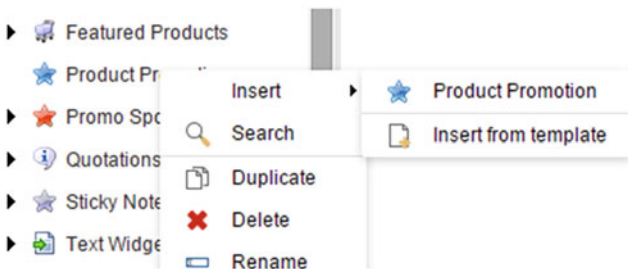 Featured Products
Product Pr
Insert
Product Promotion
Promo Spo
Search
Insert from template
Quotations
Duplicate
Sticky Note
Delete
Text Widge
Rename